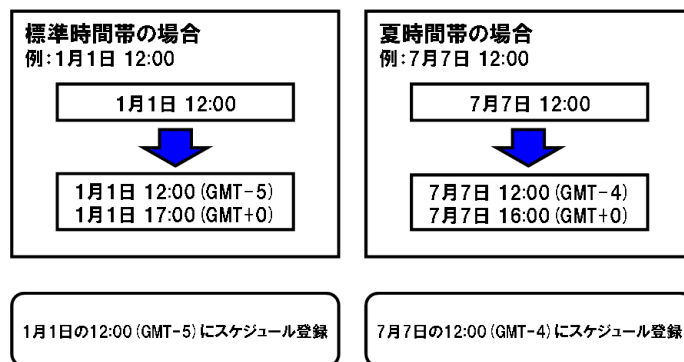 標準時間帯の場合
例:1月1日 12:00
1月1日 12:00
1月1日 12:00(GMT-5)
1月1日 17:00(GMT+0)
1月1日の12:00(GMT-5)にスケジュール登録
夏時間帯の場合
例:7月7日 12:00
7月7日 12:00
7月7日 12:00(GMT-4)
7月7日 16:00(GMT+0)
7月7日の12:00(GMT-4)にスケジュール登録